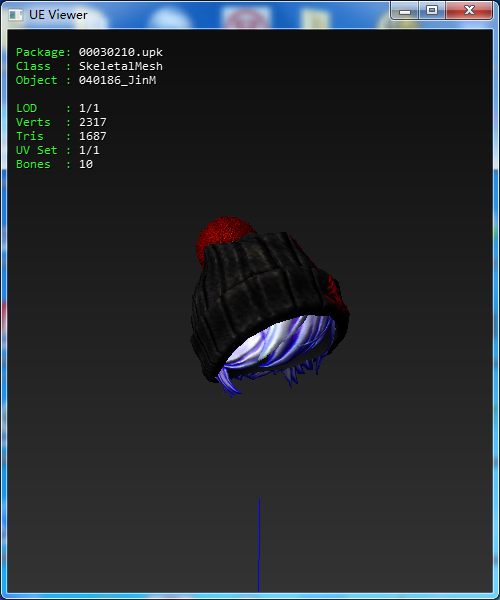 UE Viewer
Package: 00030210.upk
Class : SkeletalMesh
Object : 040186_JinM
LOD : 1/1
Verts : 2317
Tris : 1687
UV Set : 1/1
Bones : 10